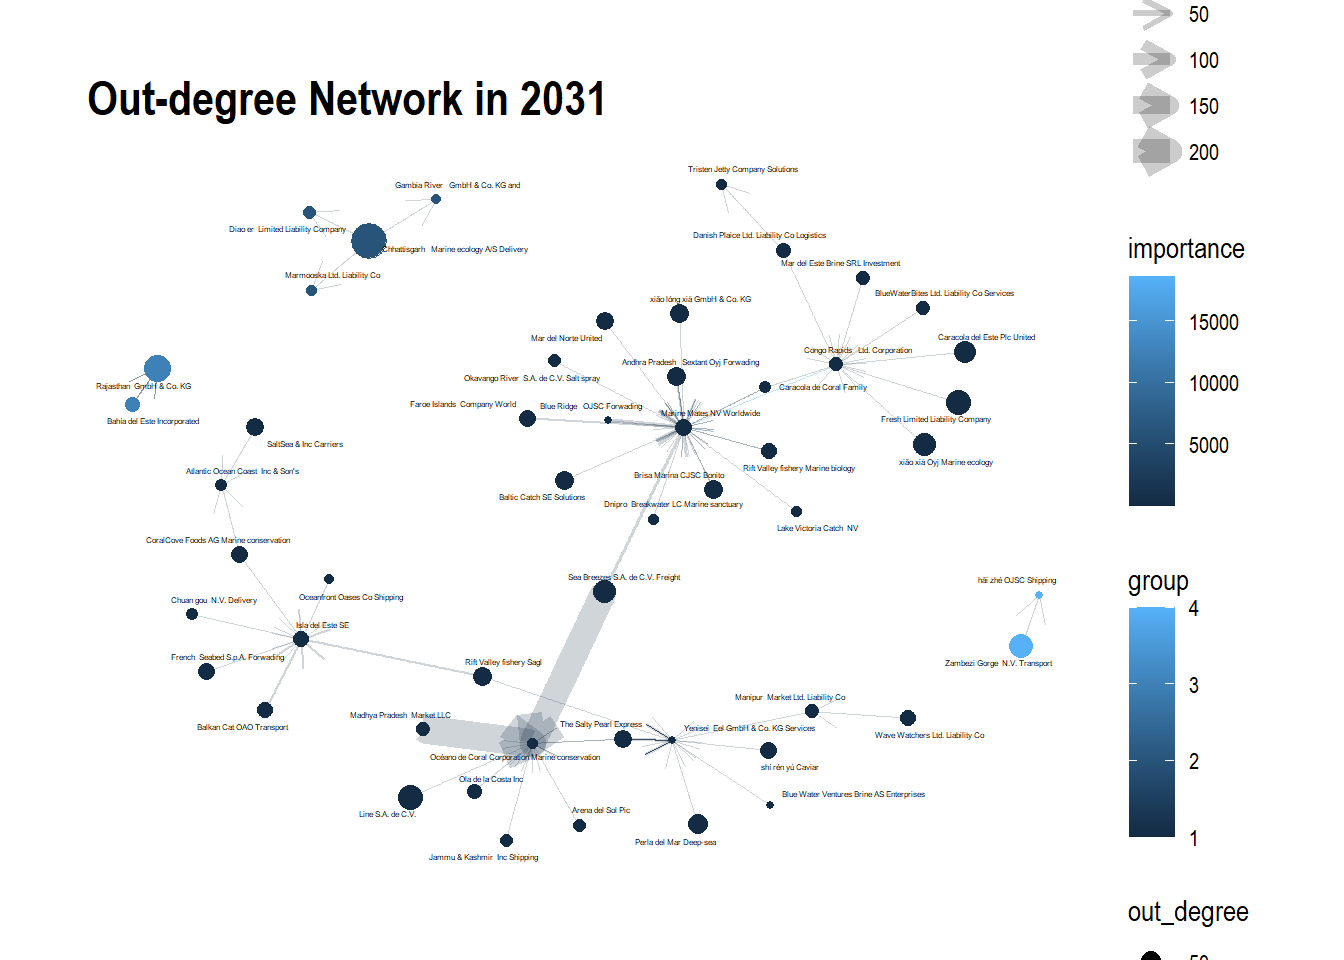 50
100
150
200
Out-degree Network in 2031
Tristen Jetty Company Solutions
Gambia River GmbH & Co. KG and
Diao er Limited Liability Company
Chhattisgarh Marine ecology A/S Delivery
Danish Plaice Ltd. Liability Co Logistics
importance
Mar del Este Brine SRL Investment
Marmooska Ltd. Liability Co
BlueWaterBites Ltd. Liability Co Services
xiǎo lóng xiá GmbH & Co. KG
15000
Mar del Norte United
Caracola del Este Plc United
Congo Rapids Ltd. Corporation
Andhra Pradesh Sextant Oyj Forwading
Okavango River S.A. de C.V. Salt spray
10000
Rajasthan GmbH & Co. KG
Caracola de Coral Family
Faroe Islands Company World
Blue Ridge OJSC Forwading
Marine Mates NV Worldwide
Bahía del Este Incorporated
Fresh Limited Liability Company
SaltSea & Inc Carriers
5000
xiǎo xiā Oyj Marine ecology
Atlantic Ocean Coast Inc & Son's
Rift Valley fishery Marine biology
Brisa Marina CJSC Bonito
Baltic Catch SE Solutions
Dnipro Breakwater LC Marine sanctuary
Lake Victoria Catch NV
CoralCove Foods AG Marine conservation
Sea Breezes S.A. de C.V. Freight
hǎi zhé OJSC Shipping
group
Oceanfront Oases Co Shipping
Chuan gou N.V. Delivery
4
Isla del Este SE
French Seabed S.p.A. Forwading
Rift Valley fishery Sagl
Zambezi Gorge N.V. Transport
3
Manipur Market Ltd. Liability Co
Madhya Pradesh Market LLC
Balkan Cat OAO Transport
The Salty Pearl Express
Yenisei Eel GmbH & Co. KG Services
Wave Watchers Ltd. Liability Co
Océano de Coral Corporation Marine conservation
2
shí rén yú Caviar
Ola de la Costa Inc
Blue Water Ventures Brine AS Enterprises
Line S.A. de C.V.
Arena del Sol Plc
Perla del Mar Deep-sea
1
Jammu & Kashmir Inc Shipping
out_degree
50